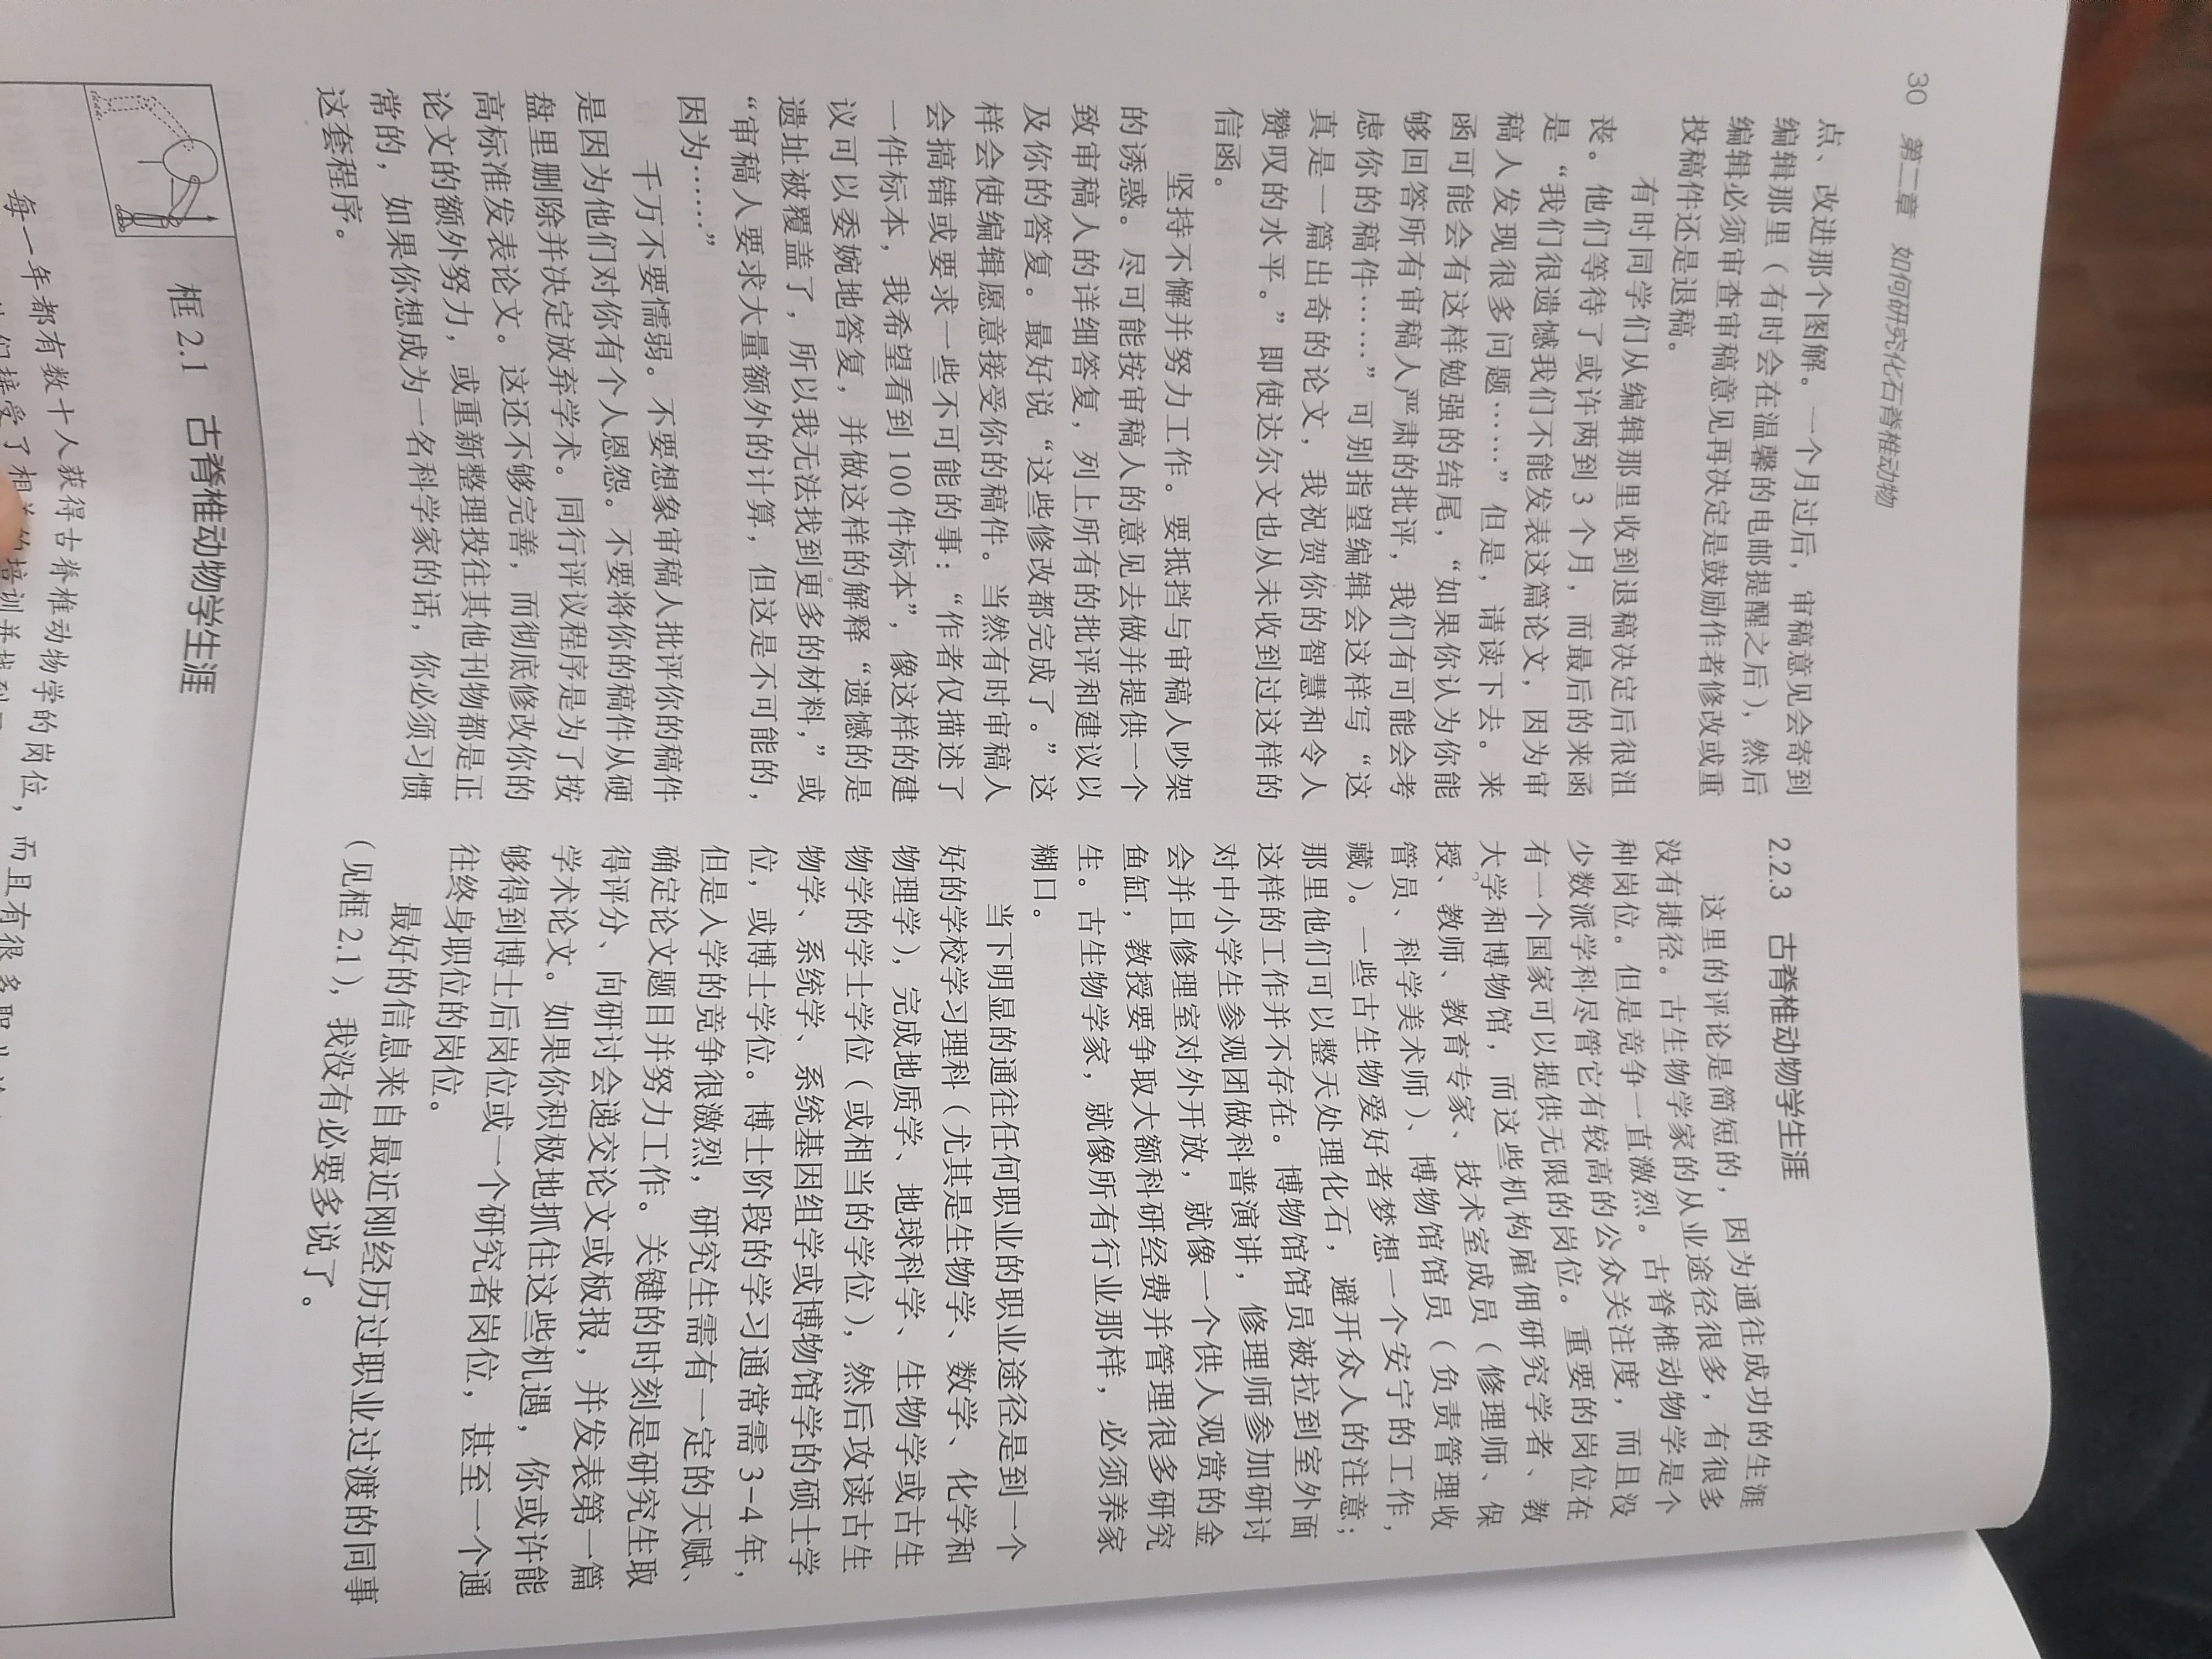 30 第二章 如何研究化石脊椎动物
点、改进那个图解。一个月过后，审稿意见会寄到
编辑那里（有时会在温馨的电邮提醒之后），然后
编辑必须审查审稿意见再决定是鼓励作者修改或重
投稿件还是退稿。
有时同学们从编辑那里收到退稿决定后很沮
丧。他们等待了或许两到 3 个月，而最后的来函
是“我们很遗憾我们不能发表这篇论文，因为审
稿人发现很多问题……”但是，请读下去。来
函可能会有这样勉强的结尾，“如果你认为你能
够回答所有审稿人严肃的批评，我们有可能会考
虑你的稿件……”可别指望编辑会这样写“这
真是一篇出奇的论文，我祝贺你的智慧和令人
赞叹的水平。”即使达尔文也从未收到过这样的
信函。
坚持不懈并努力工作。要抵挡与审稿人吵架
的诱惑。尽可能按审稿人的意见去做并提供一个
致审稿人的详细答复，列上所有的批评和建议以
及你的答复。最好说“这些修改都完成了。”这
样会使编辑愿意接受你的稿件。当然有时审稿人
会搞错或要求一些不可能的事：“作者仅描述了
一件标本，我希望看到 100 件标本”，像这样的建
议可以委婉地答复，并做这样的解释“遗憾的是
遗址被覆盖了，所以我无法找到更多的材料，”或
“审稿人要求大量额外的计算，但这是不可能的，
因为……”
千万不要懦弱。不要想象审稿人批评你的稿件
是因为他们对你有个人恩怨。不要将你的稿件从硬
盘里删除并决定放弃学术。同行评议程序是为了按
高标准发表论文。这还不够完善，而彻底修改你的
论文的额外努力，或重新整理投往其他刊物都是正
常的，如果你想成为一名科学家的话，你必须习惯
这套程序。
2.2.3 古脊椎动物学生涯
这里的评论是简短的，因为通往成功的生涯
没有捷径。古生物学家的从业途径很多，有很多
种岗位。但是竞争一直激烈。古脊椎动物学是个
少数派学科尽管它有较高的公众关注度，而且没
有一个国家可以提供无限的岗位。重要的岗位在
大学和博物馆，而这些机构雇佣研究学者、教
授、教师、教育专家、技术室成员（修理师、保
管员、科学美术师）、博物馆馆员（负责管理收
藏）。一些古生物爱好者梦想一个安宁的工作，
那里他们可以整天处理化石，避开众人的注意；
这样的工作并不存在。博物馆馆员被拉到室外面
对中小学生参观团做科普演讲，修理师参加研讨
会并且修理室对外开放，就像一个供人观赏的金
鱼缸，教授要争取大额科研经费并管理很多研究
生。古生物学家，就像所有行业那样，必须养家
糊口。
当下明显的通往任何职业的职业途径是到一个
好的学校学习理科（尤其是生物学、数学、化学和
物理学），完成地质学、地球科学、生物学或古生
物学的学士学位（或相当的学位），然后攻读古生
物学、系统学、系统基因组学或博物馆学的硕士学
位，或博士学位。博士阶段的学习通常需 3-4 年，
但是入学的竞争很激烈，研究生需有一定的天赋、
确定论文题目并努力工作。关键的时刻是研究生取
得评分、向研讨会递交论文或板报，并发表第一篇
学术论文。如果你积极地抓住这些机遇，你或许能
够得到博士后岗位或一个研究者岗位，甚至一个通
往终身职位的岗位。
最好的信息来自最近刚经历过职业过渡的同事
（见框 2.1），我没有必要多说了。
框 2.1 古脊椎动物学生涯
每一年都有数十人获得古脊椎动物学的岗位，而且有很多
们接受了相关的培训并找到